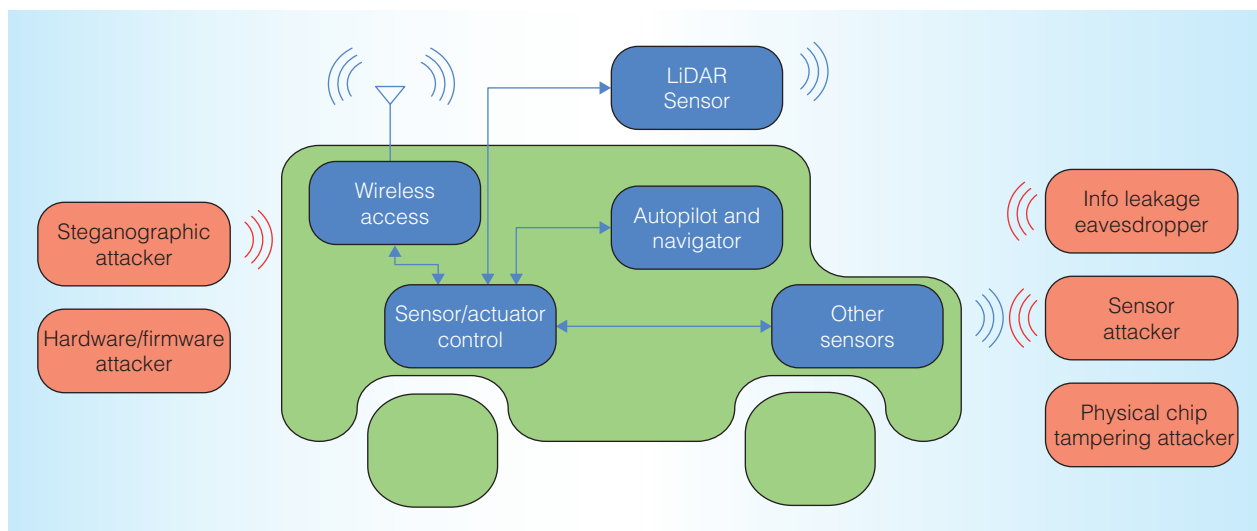 LiDAR
Sensor
Wireless
access
Autopilot and
navigator
Steganographic
attacker
Info leakage
eavesdropper
Sensor/actuator
control
Other
sensors
Hardware/firmware
attacker
Sensor
attacker
Physical chip
tampering attacker